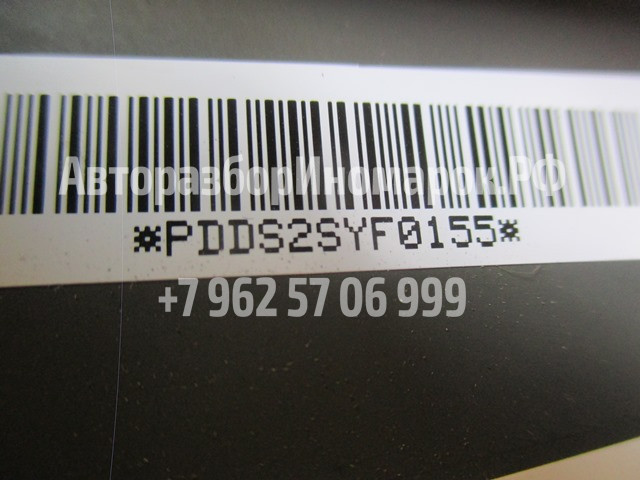 АвторазборИномарок.РФ
*PDDS2SYF0155*
+7 962 57 06 999